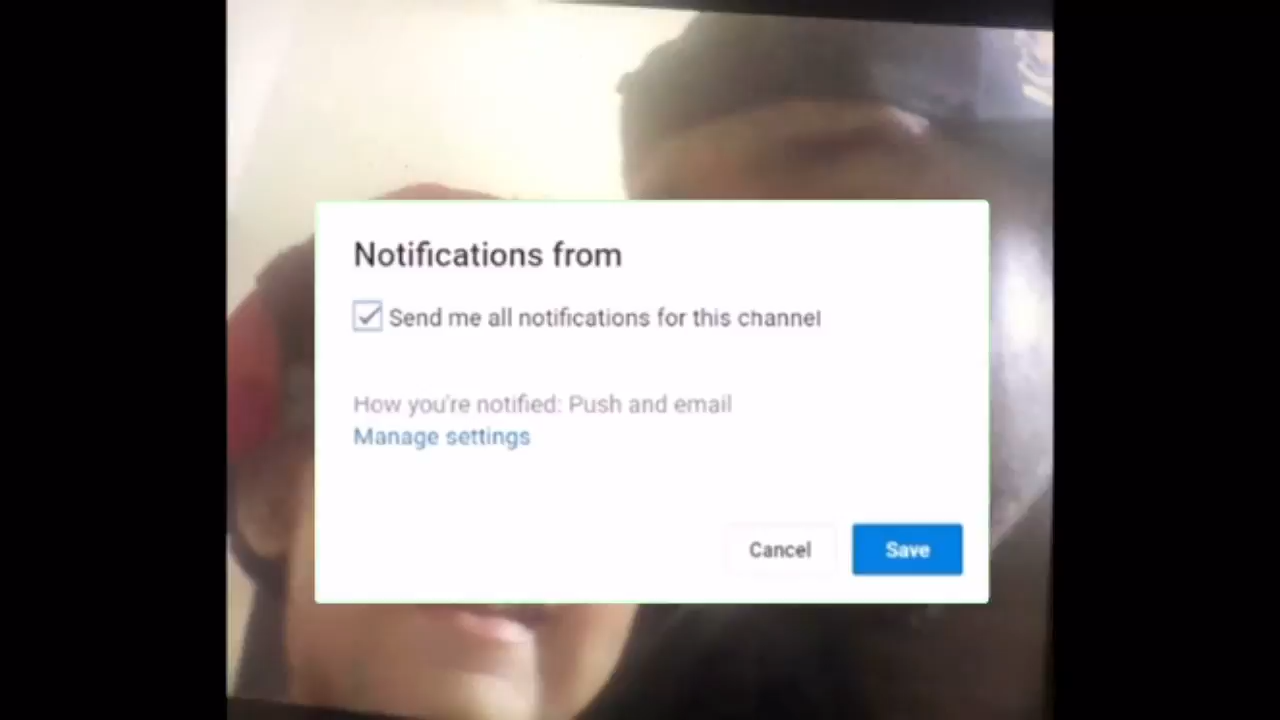 Notifications from
Send me all notifications for this channel
How you're notified: Push and email
Manage settings
Cancel
Save